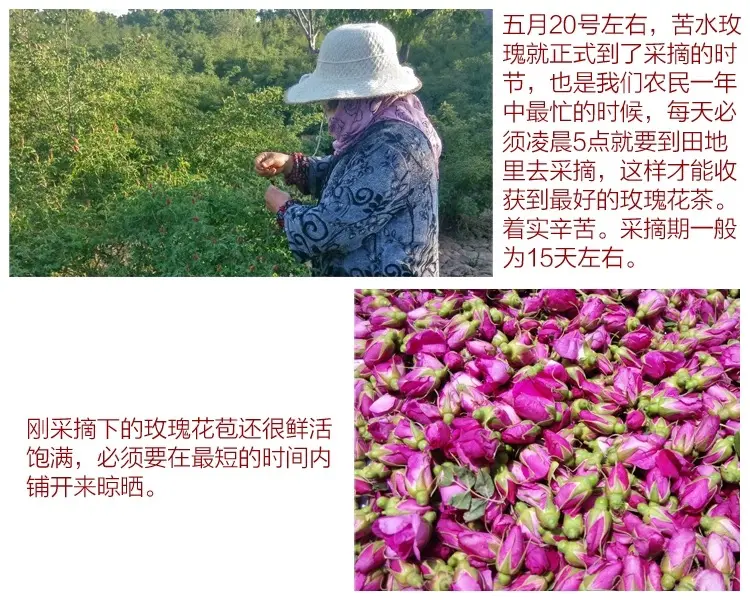 五月20号左右，苦水玫
瑰就正式到了采摘的时
节，也是我们农民一年
中最忙的时候，每天必
须凌晨5点就要到田地
里去采摘，这样才能收
获到最好的玫瑰花茶。
着实辛苦。采摘期一般
为15天左右。
刚采摘下的玫瑰花苞还很鲜活
饱满，必须要在最短的时间内
铺开来晾晒。